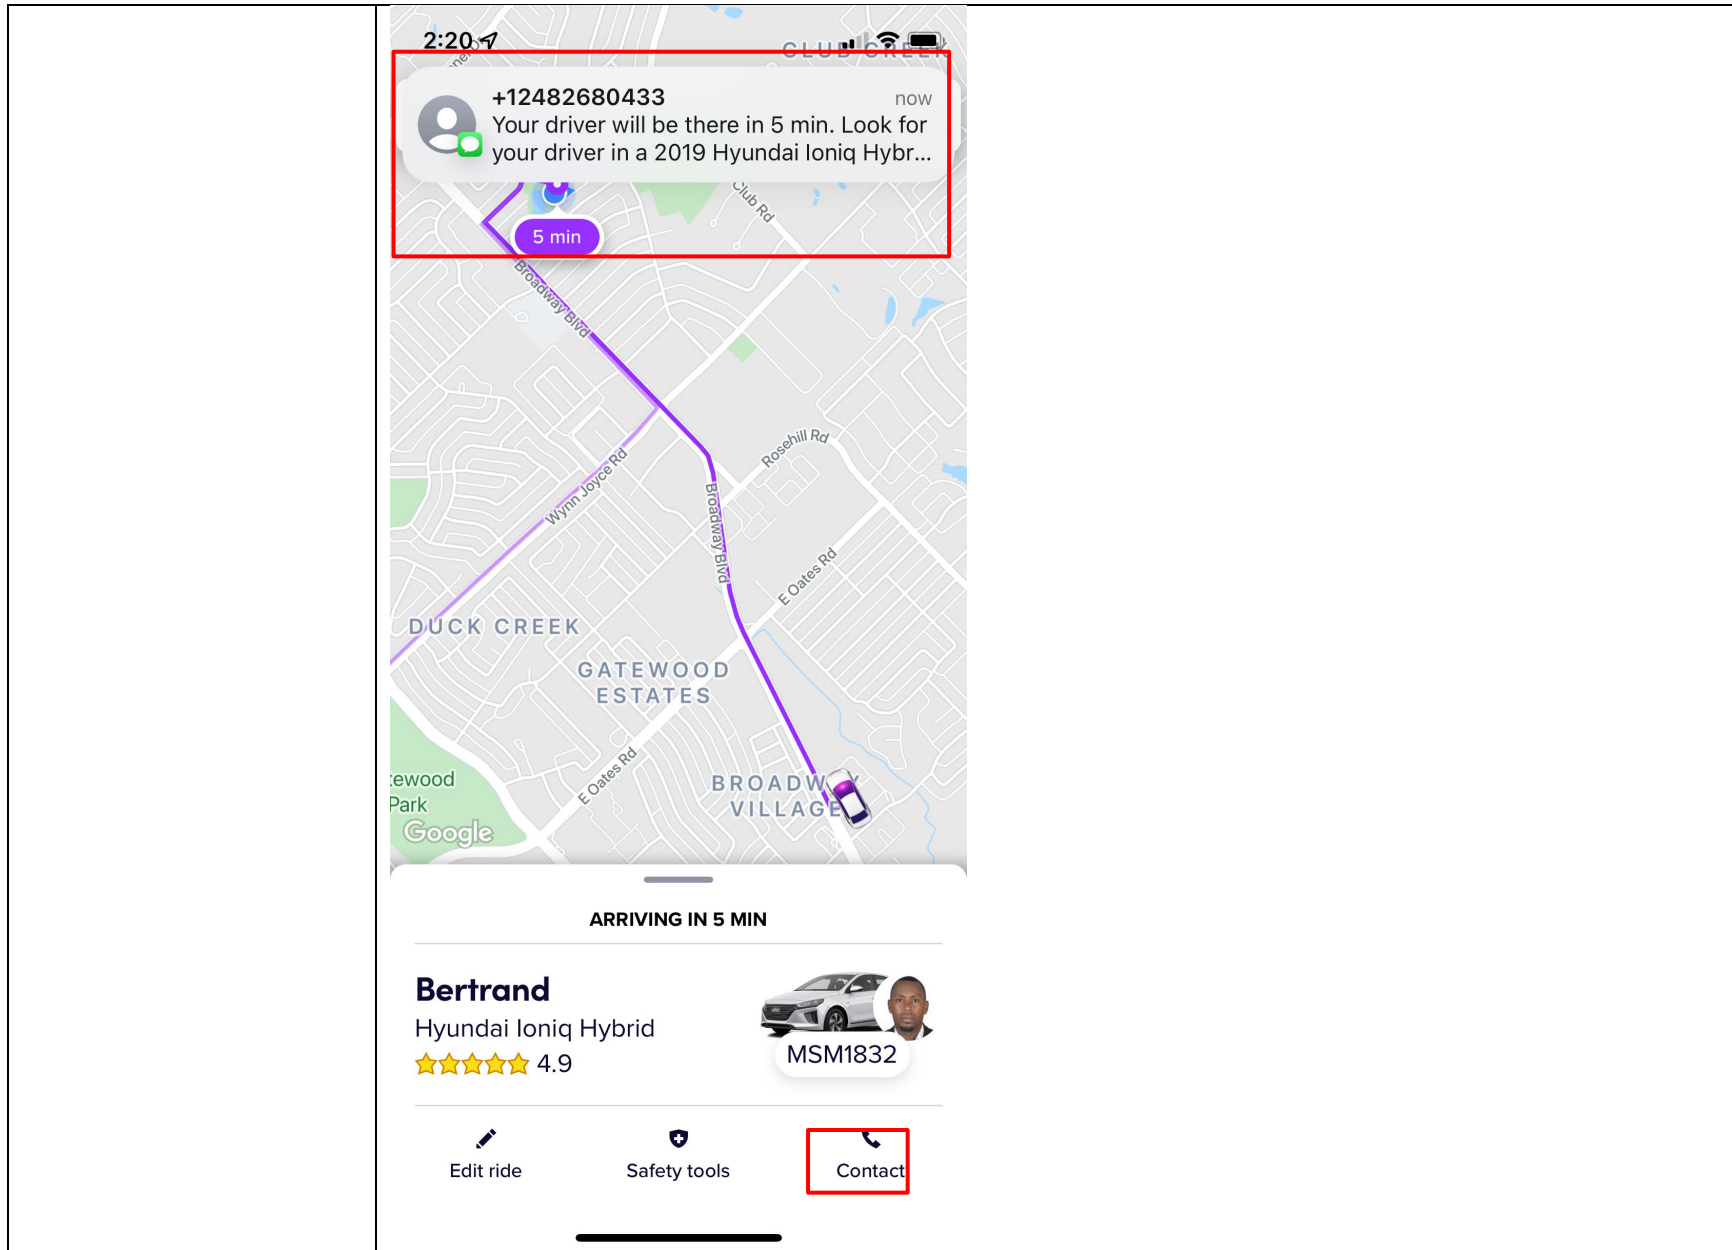 2:20
CLUB CREEK
+12482680433
now
Your driver will be there in 5 min. Look for
your driver in a 2019 Hyundai Ioniq Hybr...
Club Rd
5 min
Broadway Blvd
Rosehill Rd
Wynn Joyce Rd
Broadway Blvd
E Oates Rd
DUCK CREEK
GATEWOOD
ESTATES
E Oates Rd
BROADW
VILLAGE
ewood
Park
Google
ARRIVING IN 5 MIN
Bertrand
Hyundai Ioniq Hybrid
4.9
MSM1832
Edit ride
Safety tools
Contact